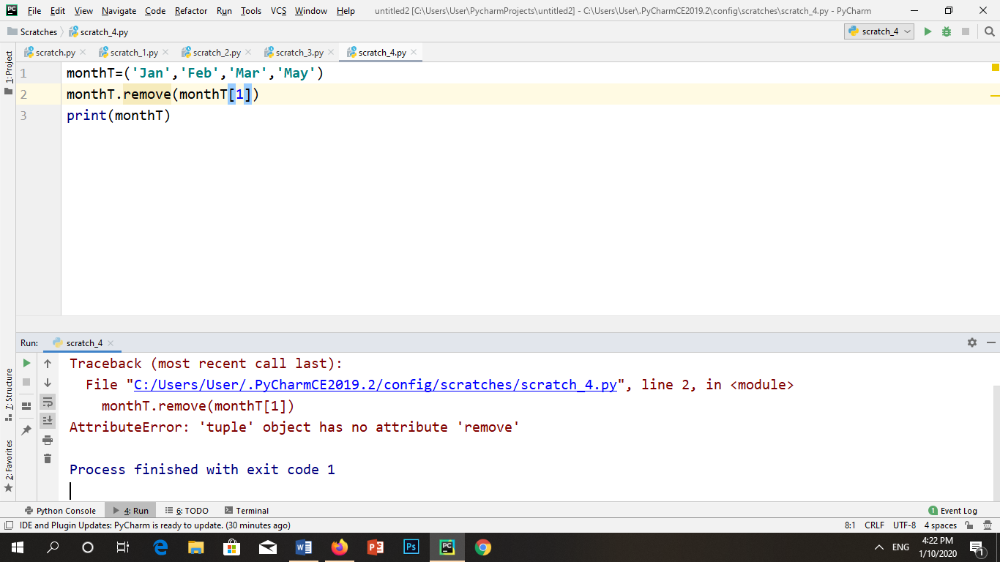 PC File Edit View Navigate Code Refactor Run Tools VCS Window Help untitled2 [C:\Users\User\PycharmProjects\untitled2] - C:\Users\User\.PyCharmCE2019.2\config\scratches\scratch_4.py - PyCharm
Scratches scratch_4.py scratch_4
scratch.py scratch_1.py scratch_2.py scratch_3.py scratch_4.py
1: Project
1 monthT=('Jan','Feb','Mar','May')
2 monthT.remove(monthT[1])
3 print(monthT)
Run: scratch_4
Traceback (most recent call last):
File "C:/Users/User/.PyCharmCE2019.2/config/scratches/scratch_4.py", line 2, in <module>
monthT.remove(monthT[1])
AttributeError: 'tuple' object has no attribute 'remove'
Process finished with exit code 1
7: Structure
2: Favorites
Python Console 4: Run 6: TODO Terminal 1 Event Log
IDE and Plugin Updates: PyCharm is ready to update. (30 minutes ago) 8:1 CRLF UTF-8 4 spaces
Ps PC ENG 4:22 PM
1/10/2020 1